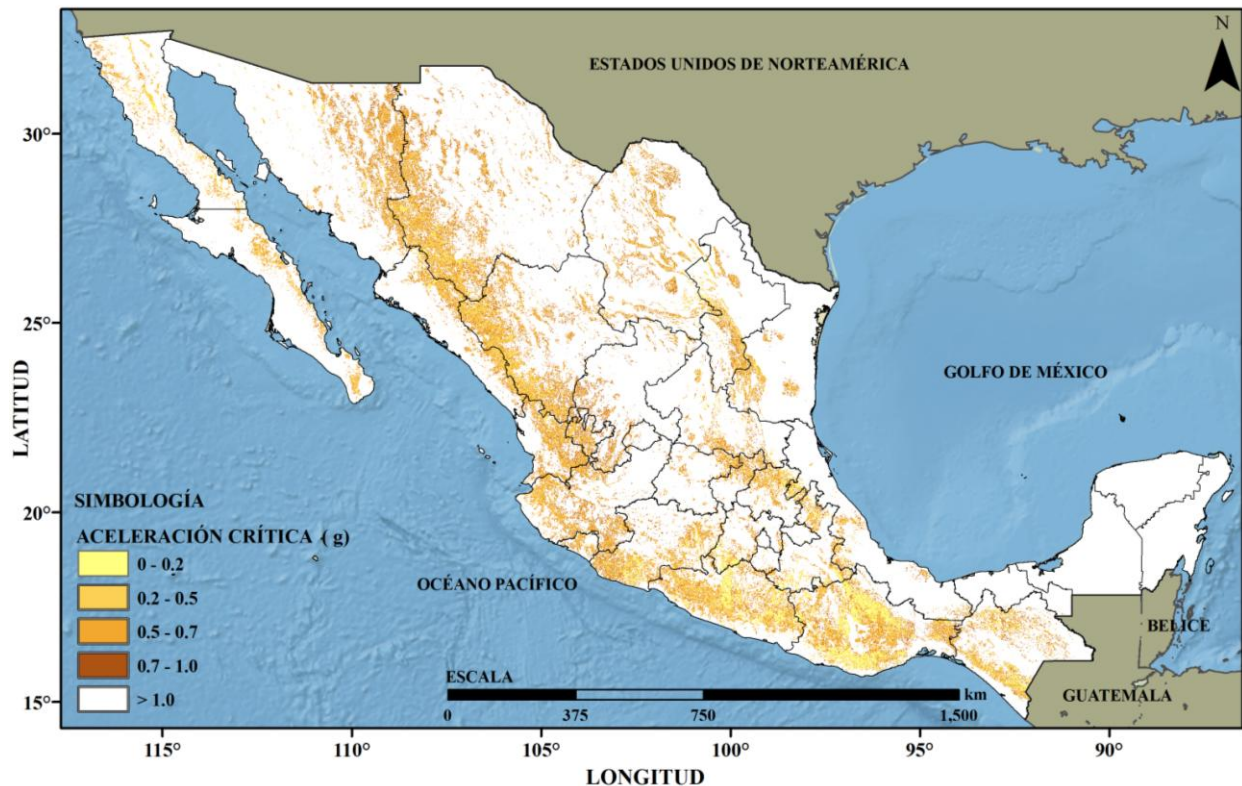 N
ESTADOS UNIDOS DE NORTEAMÉRICA
30°
25°
20°
15°
LATITUD
GOLFO DE MÉXICO
SIMBOLOGÍA
ACELERACIÓN CRÍTICA ( g)
0 - 0.2
0.2 - 0.5
0.5 - 0.7
0.7 - 1.0
> 1.0
OCÉANO PACÍFICO
BELICE
GUATEMALA
ESCALA
km
0 375 750 1,500
115° 110° 105° 100° 95° 90°
LONGITUD